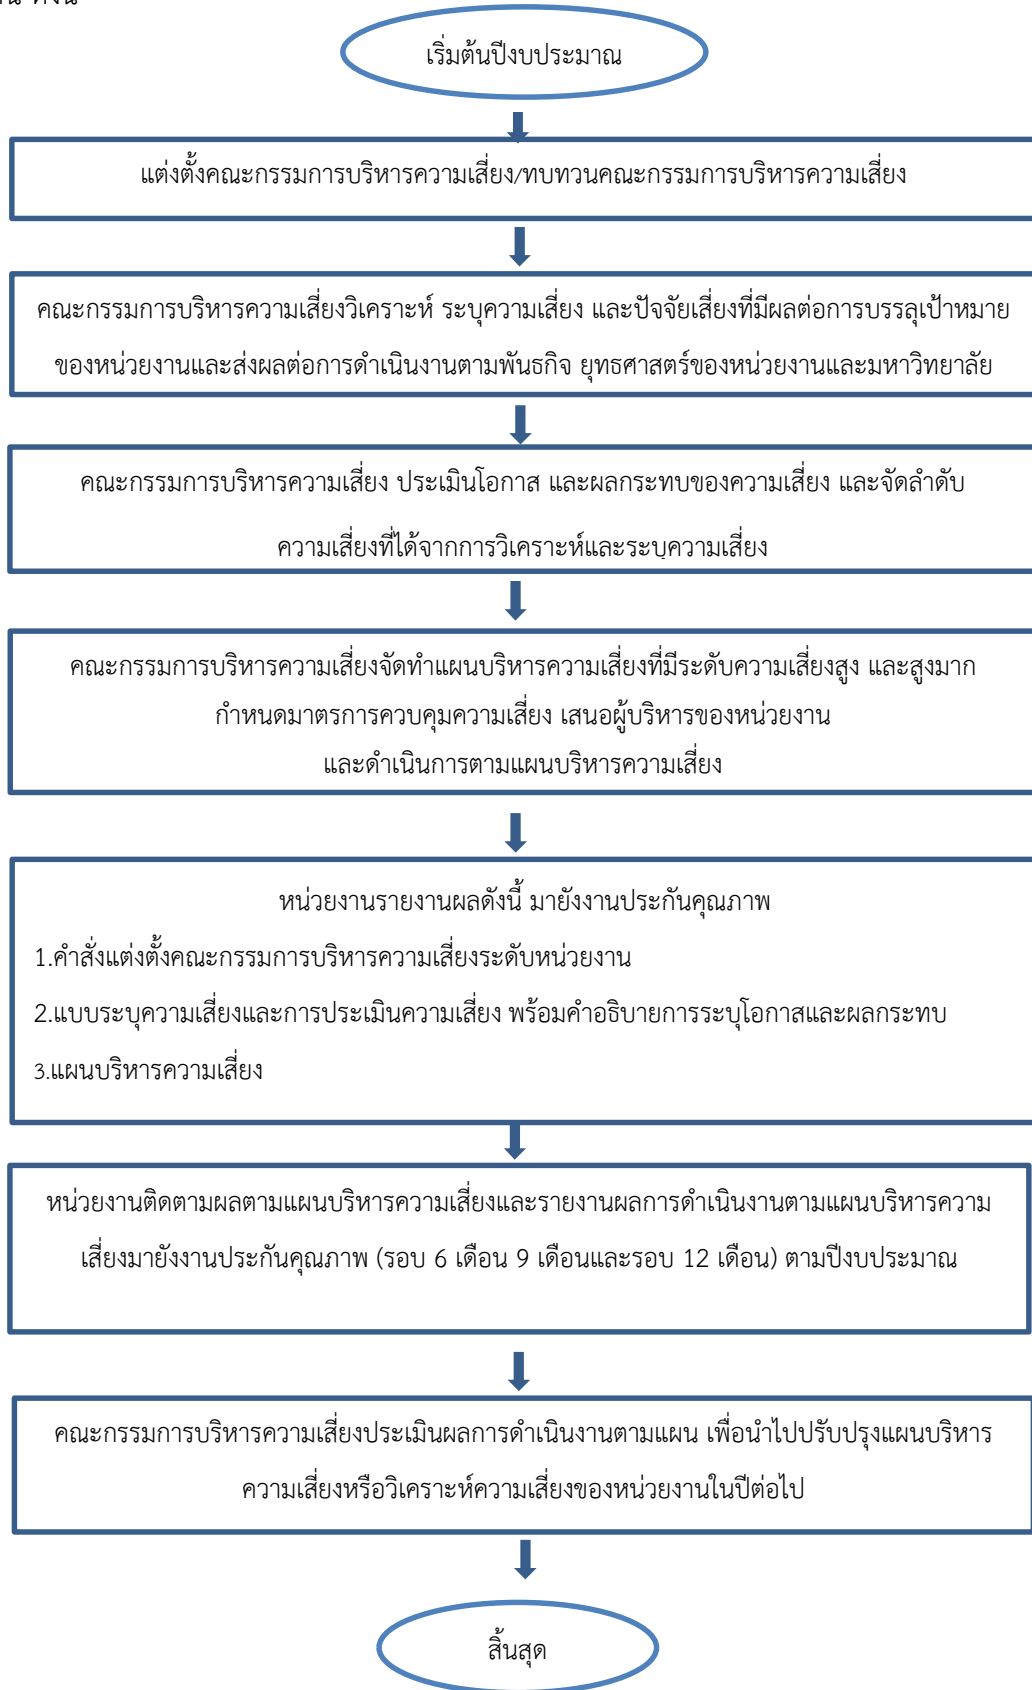 เริ่มต้นปีงบประมาณ
แต่งตั้งคณะกรรมการบริหารความเสี่ยง/ทบทวนคณะกรรมการบริหารความเสี่ยง
คณะกรรมการบริหารความเสี่ยงวิเคราะห์ ระบุความเสี่ยง และปัจจัยเสี่ยงที่มีผลต่อการบรรลุเป้าหมาย
ของหน่วยงานและส่งผลต่อการดำเนินงานตามพันธกิจ ยุทธศาสตร์ของหน่วยงานและมหาวิทยาลัย
คณะกรรมการบริหารความเสี่ยง ประเมินโอกาส และผลกระทบของความเสี่ยง และจัดลำดับ
ความเสี่ยงที่ได้จากการวิเคราะห์และระบุความเสี่ยง
คณะกรรมการบริหารความเสี่ยงจัดทำแผนบริหารความเสี่ยงที่มีระดับความเสี่ยงสูง และสูงมาก
กำหนดมาตรการควบคุมความเสี่ยง เสนอผู้บริหารของหน่วยงาน
และดำเนินการตามแผนบริหารความเสี่ยง
หน่วยงานรายงานผลดังนี้ มายังงานประกันคุณภาพ
1.คำสั่งแต่งตั้งคณะกรรมการบริหารความเสี่ยงระดับหน่วยงาน
2.แบบระบุความเสี่ยงและการประเมินความเสี่ยง พร้อมคำอธิบายการระบุโอกาสและผลกระทบ
3.แผนบริหารความเสี่ยง
หน่วยงานติดตามผลตามแผนบริหารความเสี่ยงและรายงานผลการดำเนินงานตามแผนบริหารความ
เสี่ยงมายังงานประกันคุณภาพ (รอบ 6 เดือน 9 เดือนและรอบ 12 เดือน) ตามปีงบประมาณ
คณะกรรมการบริหารความเสี่ยงประเมินผลการดำเนินงานตามแผน เพื่อนำไปปรับปรุงแผนบริหาร
ความเสี่ยงหรือวิเคราะห์ความเสี่ยงของหน่วยงานในปีต่อไป
สิ้นสุด